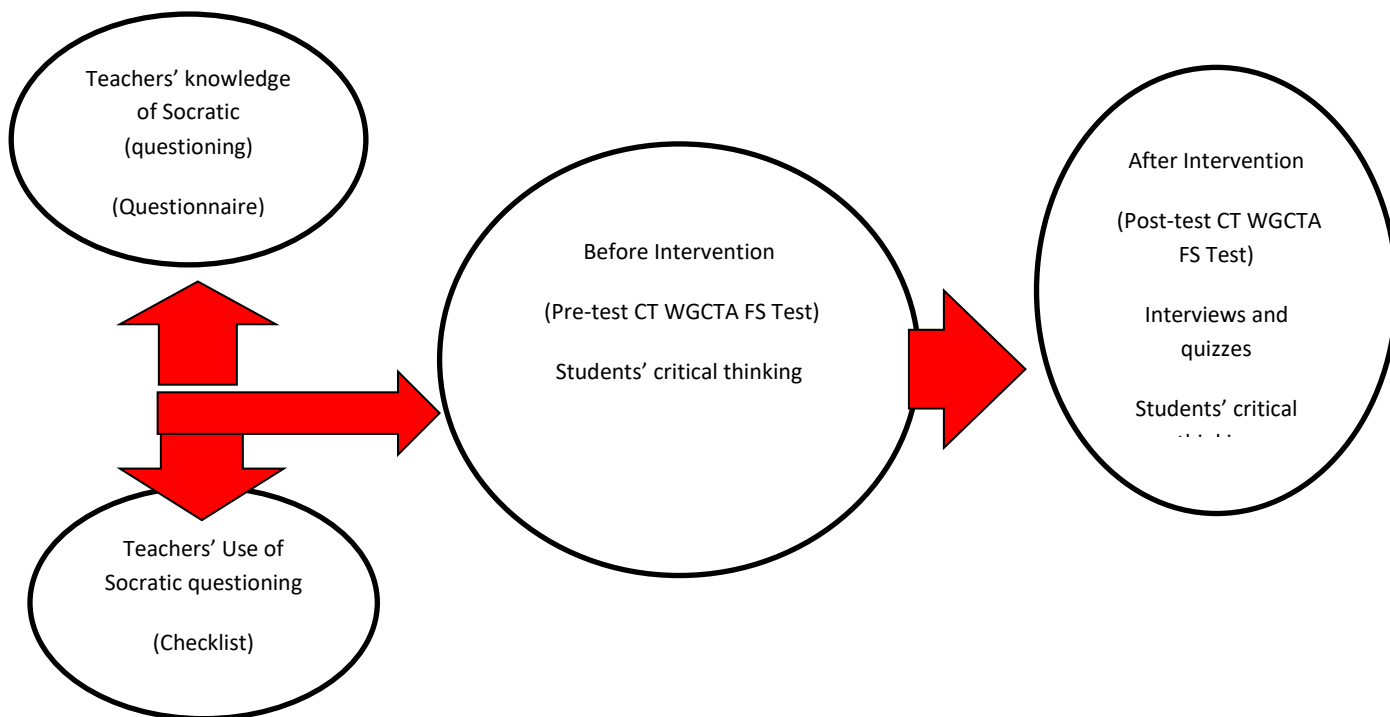 Teachers’ knowledge
of Socratic
(questioning)
(Questionnaire)
Teachers’ Use of
Socratic questioning
(Checklist)
Before Intervention
(Pre-test CT WGCTA FS Test)
Students’ critical thinking
After Intervention
(Post-test CT WGCTA
FS Test)
Interviews and
quizzes
Students’ critical